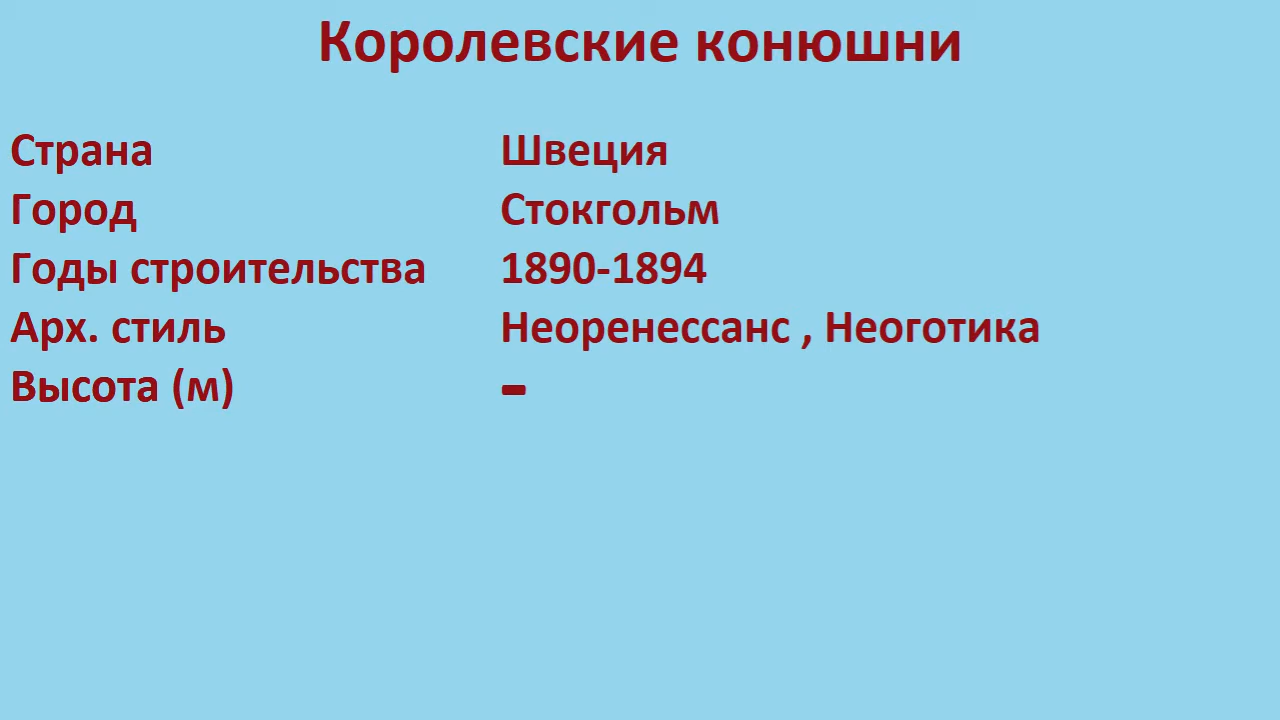 Королевские конюшни
Страна Швеция
Город Стокгольм
Годы строительства 1890-1894
Арх. стиль Неоренессанс , Неоготика
Высота (м) -